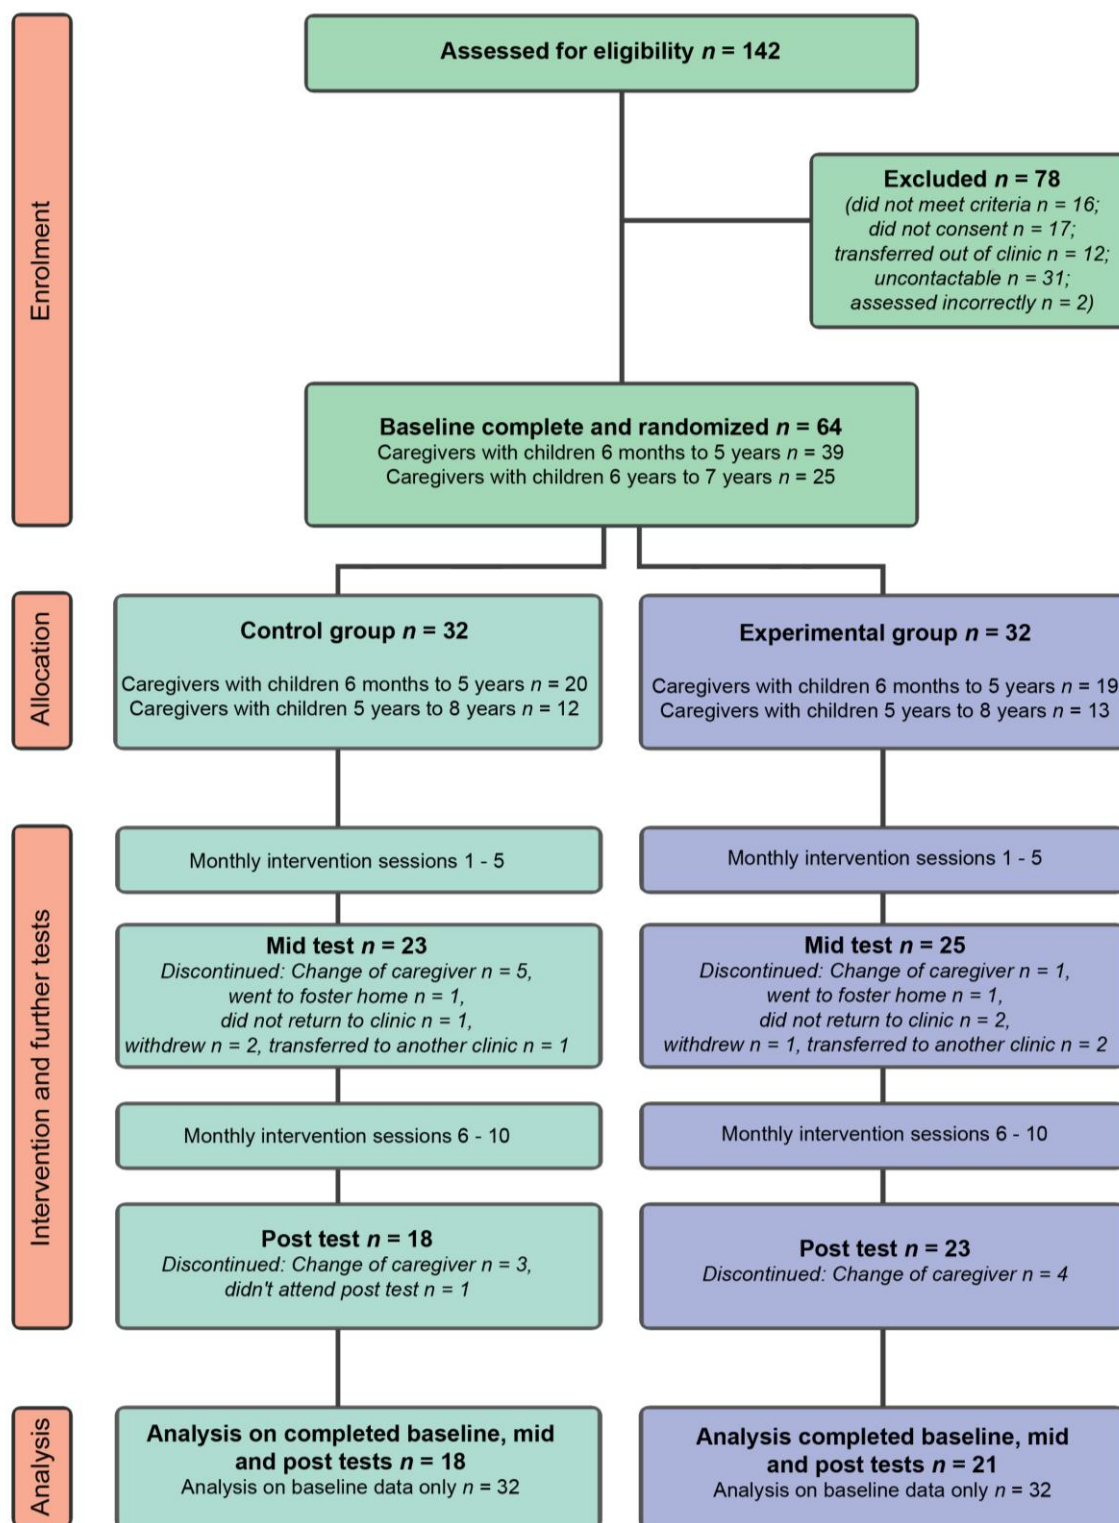 Enrolment
Assessed for eligibility n = 142
Excluded n = 78
(did not meet criteria n = 16;
did not consent n = 17;
transferred out of clinic n = 12;
uncontactable n = 31;
assessed incorrectly n = 2)
Baseline complete and randomized n = 64
Caregivers with children 6 months to 5 years n = 39
Caregivers with children 6 years to 7 years n = 25
Allocation
Control group n = 32
Caregivers with children 6 months to 5 years n = 20
Caregivers with children 5 years to 8 years n = 12
Experimental group n = 32
Caregivers with children 6 months to 5 years n = 19
Caregivers with children 5 years to 8 years n = 13
Intervention and further tests
Monthly intervention sessions 1 - 5
Monthly intervention sessions 1 - 5
Mid test n = 23
Discontinued: Change of caregiver n = 5,
went to foster home n = 1,
did not return to clinic n = 1,
withdrew n = 2, transferred to another clinic n = 1
Mid test n = 25
Discontinued: Change of caregiver n = 1,
went to foster home n = 1,
did not return to clinic n = 2,
withdrew n = 1, transferred to another clinic n = 2
Monthly intervention sessions 6 - 10
Monthly intervention sessions 6 - 10
Post test n = 18
Discontinued: Change of caregiver n = 3,
didn't attend post test n = 1
Post test n = 23
Discontinued: Change of caregiver n = 4
Analysis
Analysis on completed baseline, mid
and post tests n = 18
Analysis on baseline data only n = 32
Analysis completed baseline, mid
and post tests n = 21
Analysis on baseline data only n = 32